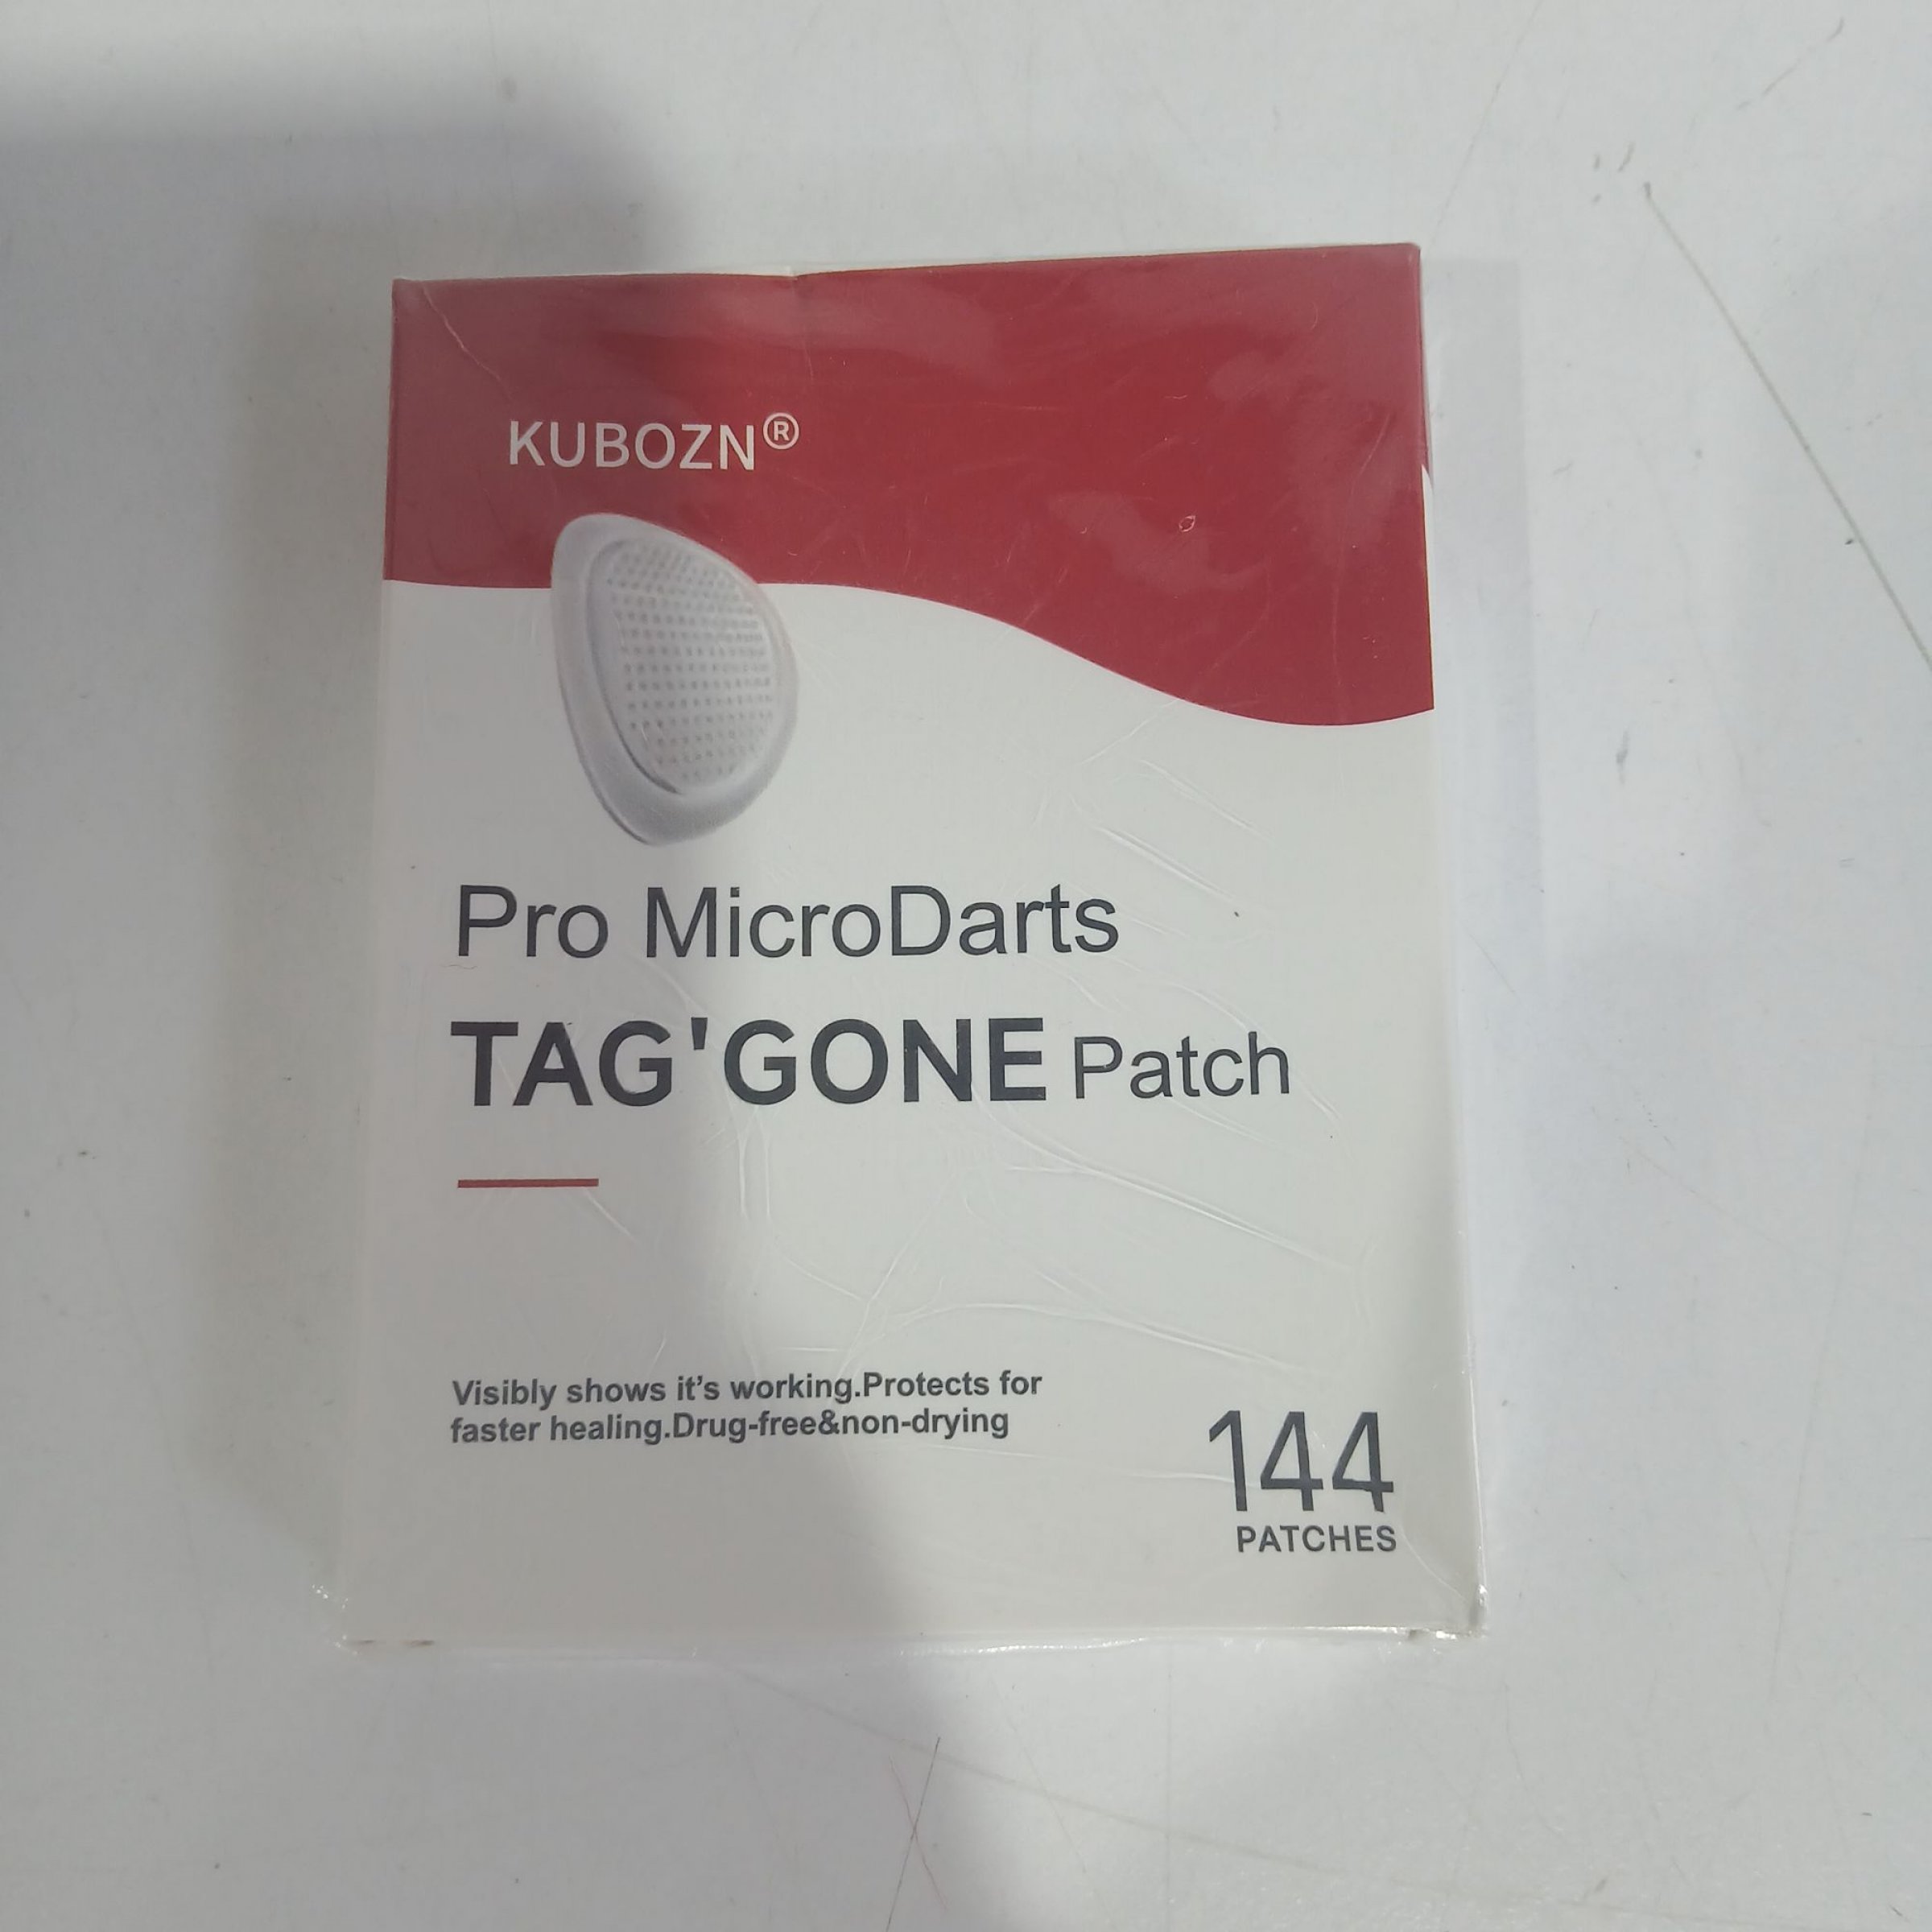 KUBOZN®
Pro MicroDarts
TAG'GONE Patch
Visibly shows it's working.Protects for
faster healing.Drug-free&non-drying
144
PATCHES